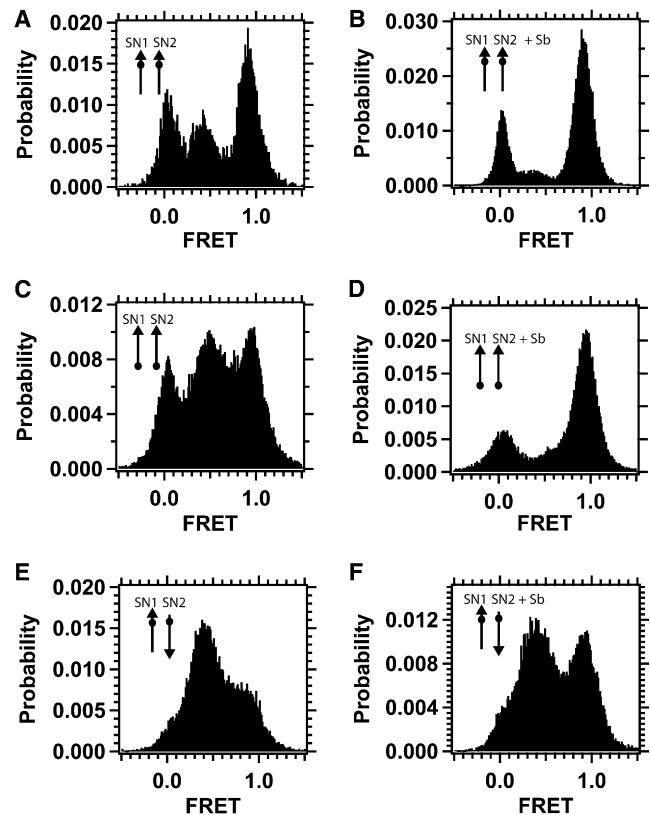 A
SN1 SN2
Probability
0.020
0.015
0.010
0.005
0.000
0.0 1.0
FRET
B
SN1 SN2 + Sb
Probability
0.030
0.020
0.010
0.000
0.0 1.0
FRET
C
SN1 SN2
Probability
0.012
0.008
0.004
0.000
0.0 1.0
FRET
D
SN1 SN2 + Sb
Probability
0.025
0.020
0.015
0.010
0.005
0.000
0.0 1.0
FRET
E
SN1 SN2
Probability
0.020
0.015
0.010
0.005
0.000
0.0 1.0
FRET
F
SN1 SN2 + Sb
Probability
0.012
0.008
0.004
0.000
0.0 1.0
FRET